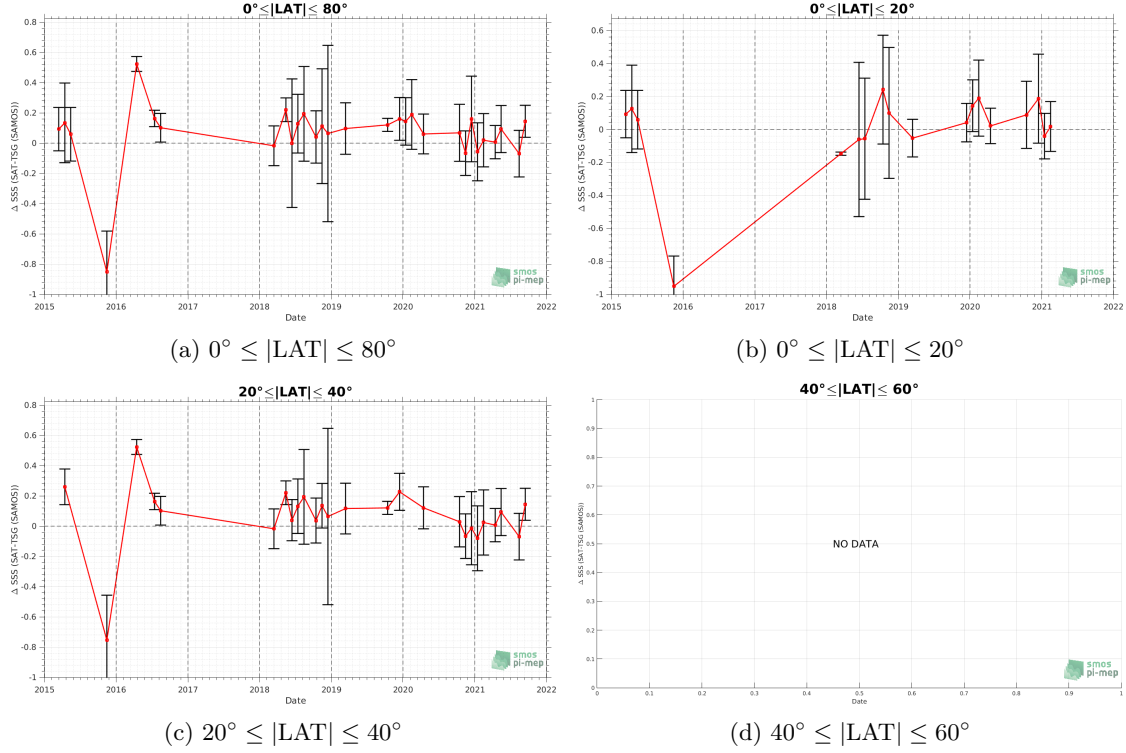 0°≤|LAT|≤ 80°
Δ SSS (SAT-TSG (SAMOS))
0.8
0.6
0.4
0.2
0
-0.2
-0.4
-0.6
-0.8
-1
2015 2016 2017 2018 2019 2020 2021 2022
Date
smos
pi-mep
(a) 0° ≤ |LAT| ≤ 80°
0°≤|LAT|≤ 20°
Δ SSS (SAT-TSG (SAMOS))
0.6
0.4
0.2
0
-0.2
-0.4
-0.6
-0.8
-1
2015 2016 2017 2018 2019 2020 2021 2022
Date
smos
pi-mep
(b) 0° ≤ |LAT| ≤ 20°
20°≤|LAT|≤ 40°
Δ SSS (SAT-TSG (SAMOS))
0.8
0.6
0.4
0.2
0
-0.2
-0.4
-0.6
-0.8
-1
2015 2016 2017 2018 2019 2020 2021 2022
Date
smos
pi-mep
(c) 20° ≤ |LAT| ≤ 40°
40°≤|LAT|≤ 60°
Δ SSS (SAT-TSG (SAMOS))
1
0.9
0.8
0.7
0.6
0.5
0.4
0.3
0.2
0.1
0
NO DATA
0 0.1 0.2 0.3 0.4 0.5 0.6 0.7 0.8 0.9 1
Date
smos
pi-mep
(d) 40° ≤ |LAT| ≤ 60°